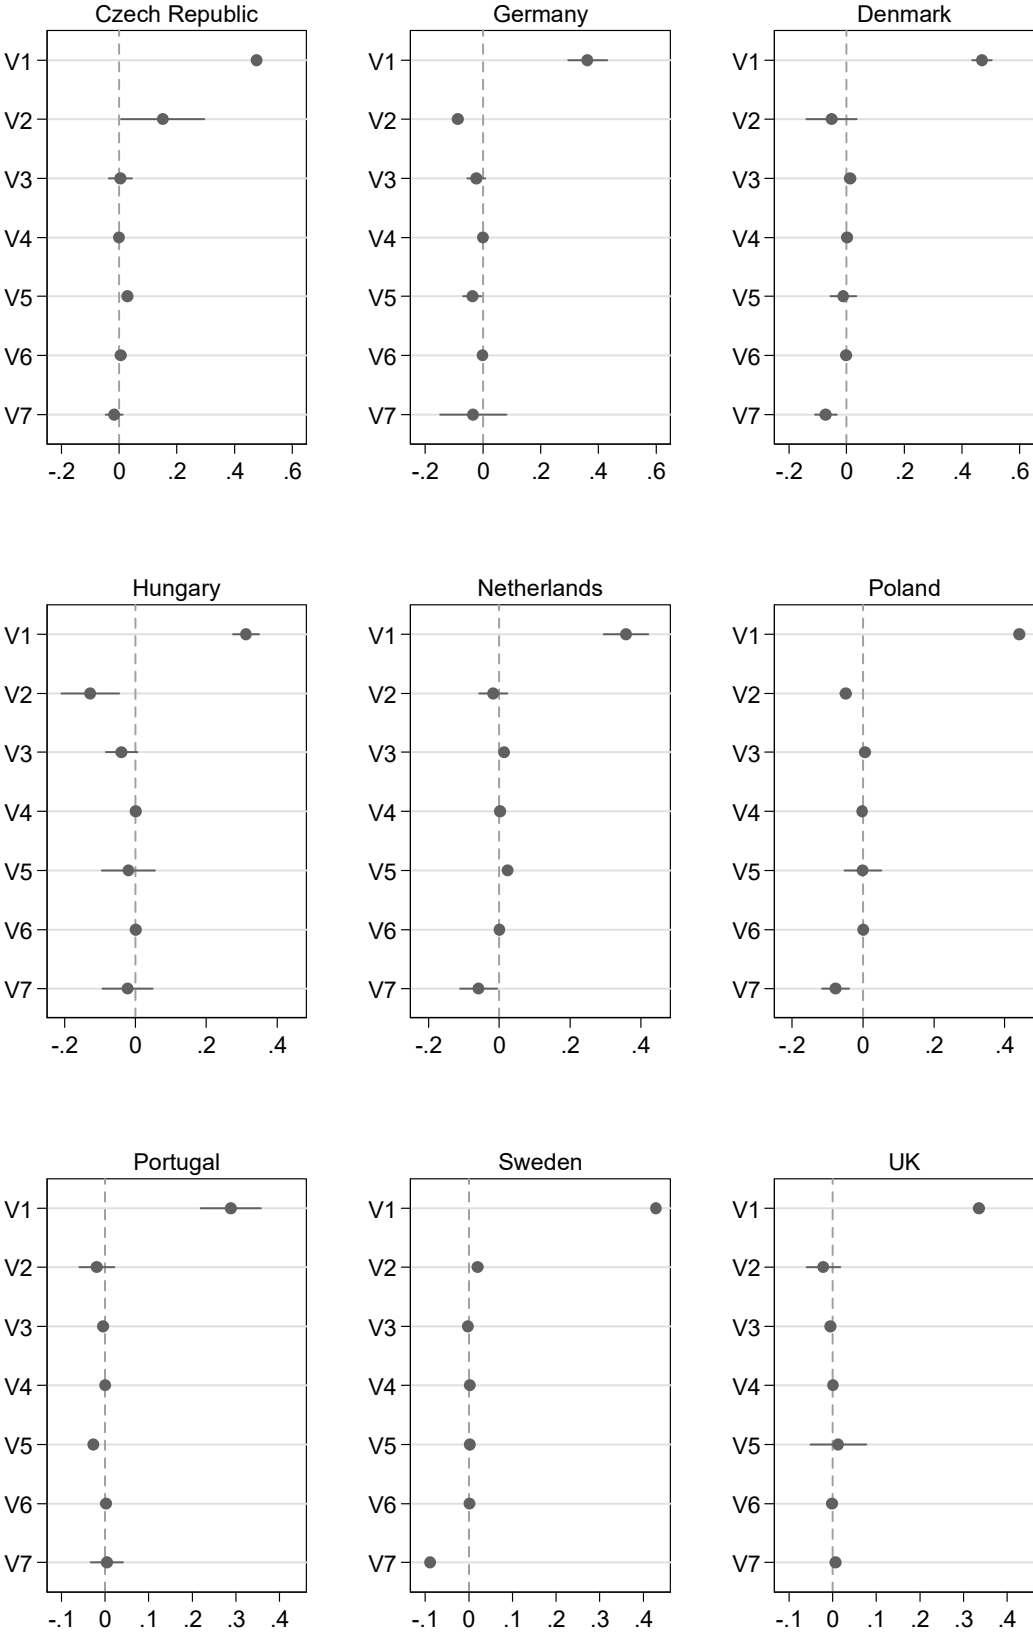 Czech Republic
V1
V2
V3
V4
V5
V6
V7
-.2 0 .2 .4 .6
Germany
V1
V2
V3
V4
V5
V6
V7
-.2 0 .2 .4 .6
Denmark
V1
V2
V3
V4
V5
V6
V7
-.2 0 .2 .4 .6
Hungary
V1
V2
V3
V4
V5
V6
V7
-.2 0 .2 .4
Netherlands
V1
V2
V3
V4
V5
V6
V7
-.2 0 .2 .4
Poland
V1
V2
V3
V4
V5
V6
V7
-.2 0 .2 .4
Portugal
V1
V2
V3
V4
V5
V6
V7
-.1 0 .1 .2 .3 .4
Sweden
V1
V2
V3
V4
V5
V6
V7
-.1 0 .1 .2 .3 .4
UK
V1
V2
V3
V4
V5
V6
V7
-.1 0 .1 .2 .3 .4